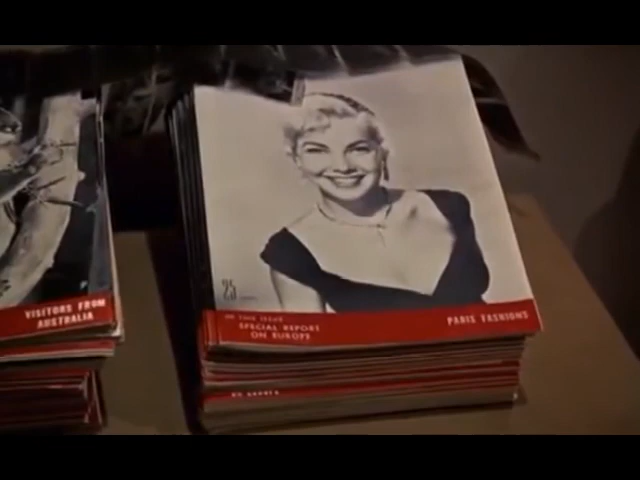 VISITORS FROM
AUSTRALIA
25
IN THIS ISSUE
SPECIAL REPORT
ON EUROPE
PARIS FASHIONS